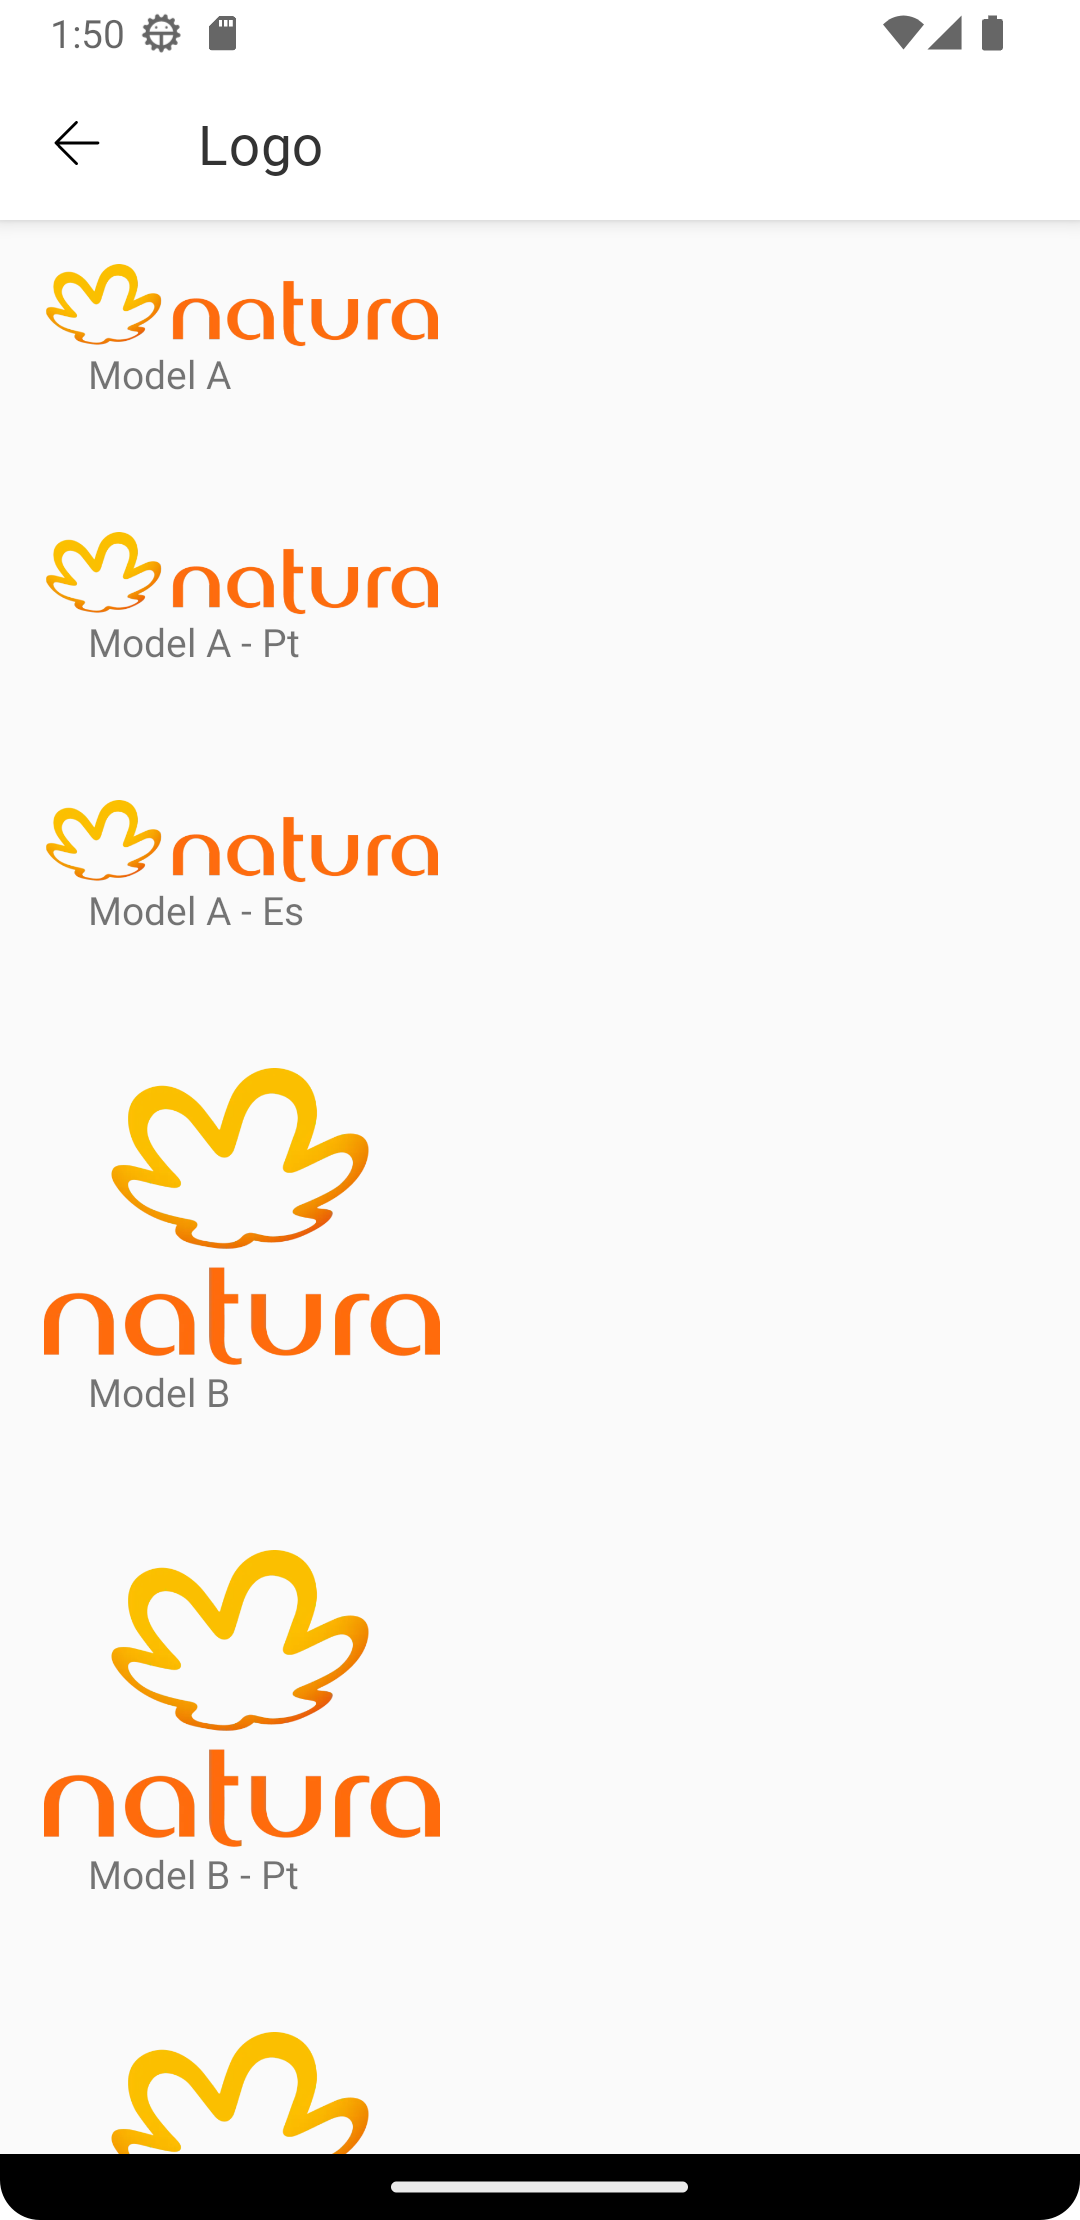 1:50
Logo
natura
Model A
natura
Model A - Pt
natura
Model A - Es
natura
Model B
natura
Model B - Pt